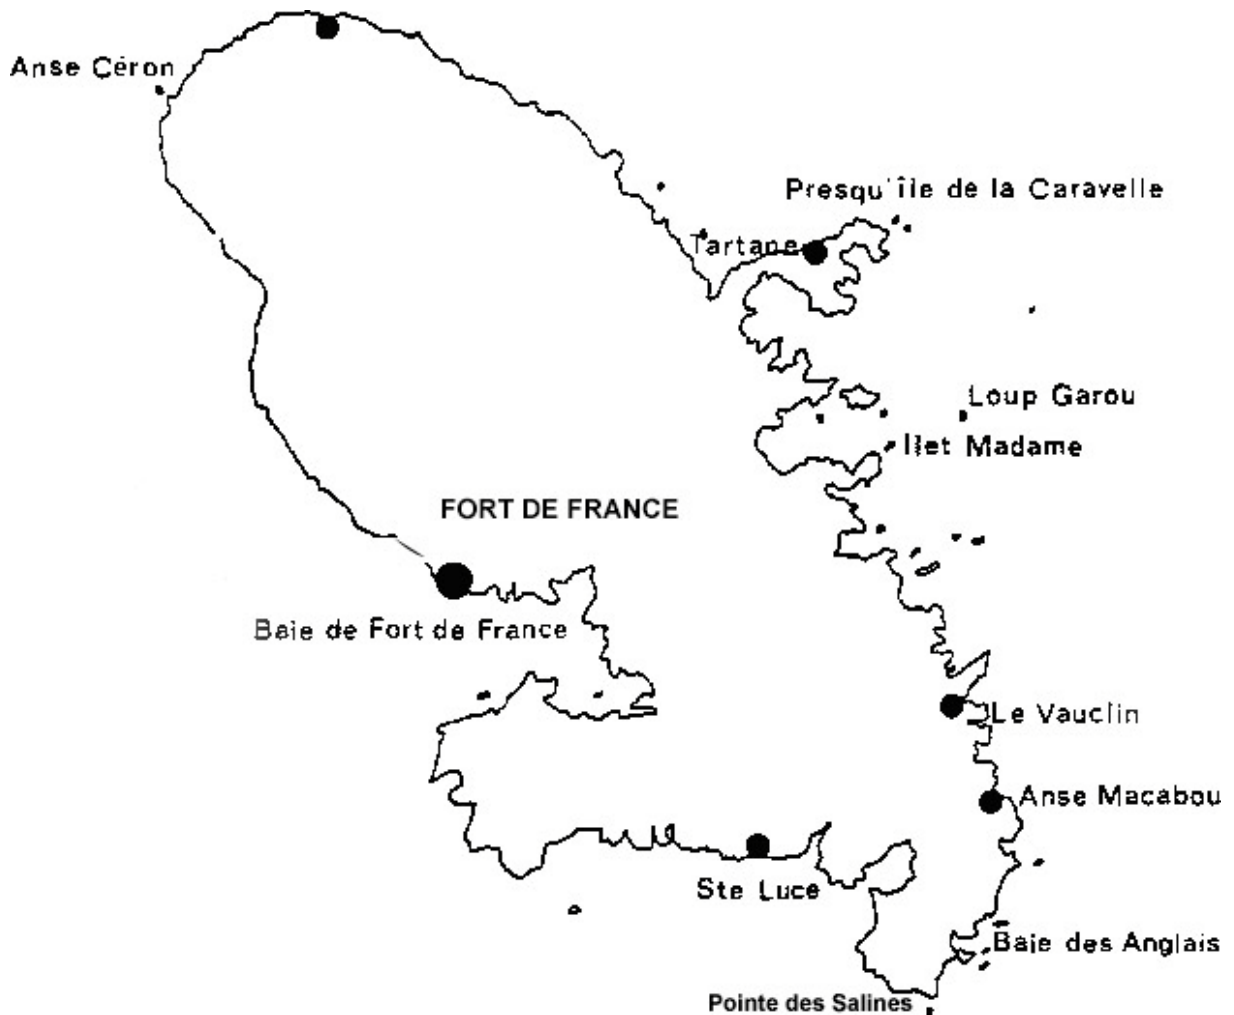 Anse Céron
Presqu'île de la Caravelle
Tartane
Loup Garou
Ilet Madame
FORT DE FRANCE
Baie de Fort de France
Le Vauclin
Anse Macabou
Ste Luce
Baie des Anglais
Pointe des Salines